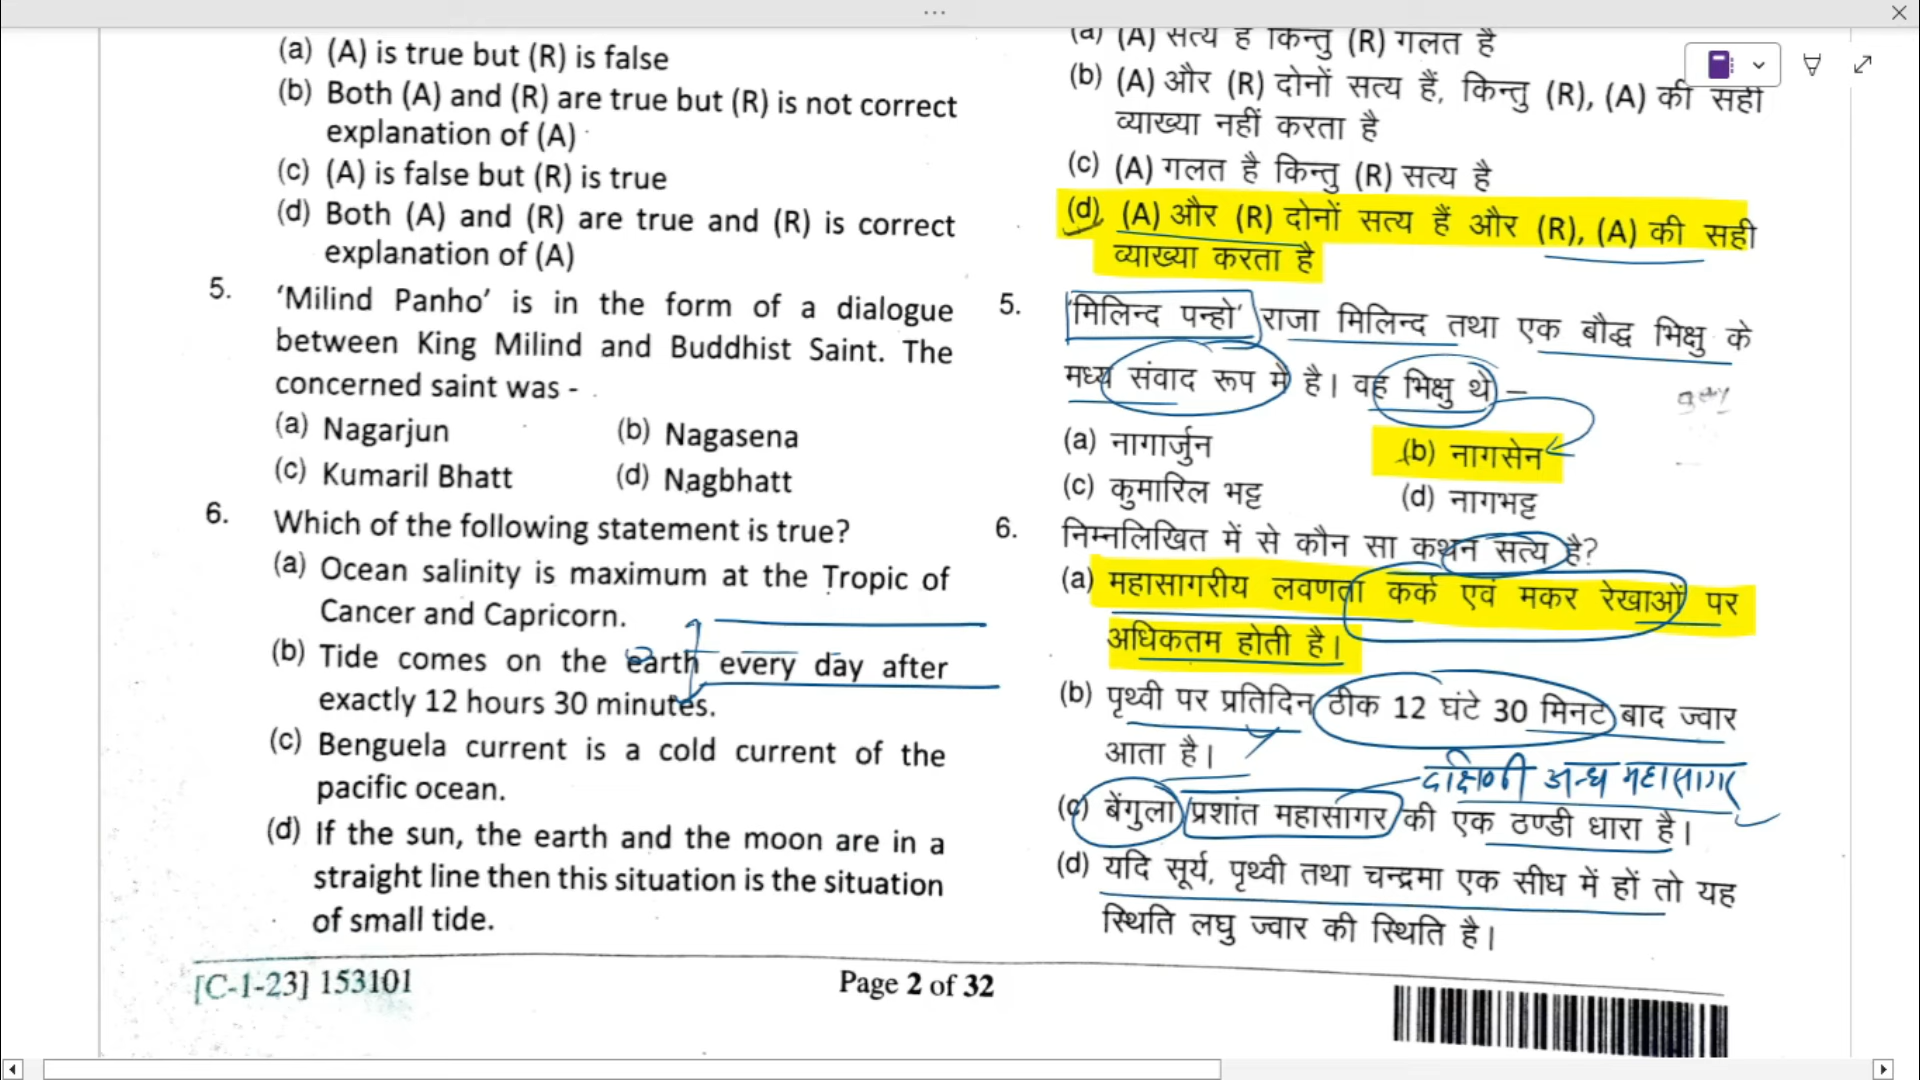 (a) (A) is true but (R) is false
(b) Both (A) and (R) are true but (R) is not correct
explanation of (A)
(c) (A) is false but (R) is true
(d) Both (A) and (R) are true and (R) is correct
explanation of (A)
5. ‘Milind Panho’ is in the form of a dialogue
between King Milind and Buddhist Saint. The
concerned saint was -
(a) Nagarjun (b) Nagasena
(c) Kumaril Bhatt (d) Nagbhatt
6. Which of the following statement is true?
(a) Ocean salinity is maximum at the Tropic of
Cancer and Capricorn.
(b) Tide comes on the earth every day after
exactly 12 hours 30 minutes.
(c) Benguela current is a cold current of the
pacific ocean.
(d) If the sun, the earth and the moon are in a
straight line then this situation is the situation
of small tide.
(a) (A) सत्य है किन्तु (R) गलत है
(b) (A) और (R) दोनों सत्य हैं, किन्तु (R), (A) की सही
व्याख्या नहीं करता है
(c) (A) गलत है किन्तु (R) सत्य है
(d) (A) और (R) दोनों सत्य हैं और (R), (A) की सही
व्याख्या करता है
5. ‘मिलिन्द पन्हो’ राजा मिलिन्द तथा एक बौद्ध भिक्षु के
मध्य संवाद रूप में है। वह भिक्षु थे –
(a) नागार्जुन (b) नागसेन
(c) कुमारिल भट्ट (d) नागभट्ट
6. निम्नलिखित में से कौन सा कथन सत्य है?
(a) महासागरीय लवणता कर्क एवं मकर रेखाओं पर
अधिकतम होती है।
(b) पृथ्वी पर प्रतिदिन ठीक 12 घंटे 30 मिनट बाद ज्वार
आता है।
दक्षिणी अन्ध महासागर
(c) बेंगुला प्रशांत महासागर की एक ठण्डी धारा है।
(d) यदि सूर्य, पृथ्वी तथा चन्द्रमा एक सीध में हों तो यह
स्थिति लघु ज्वार की स्थिति है।
[C-1-23] 153101 Page 2 of 32